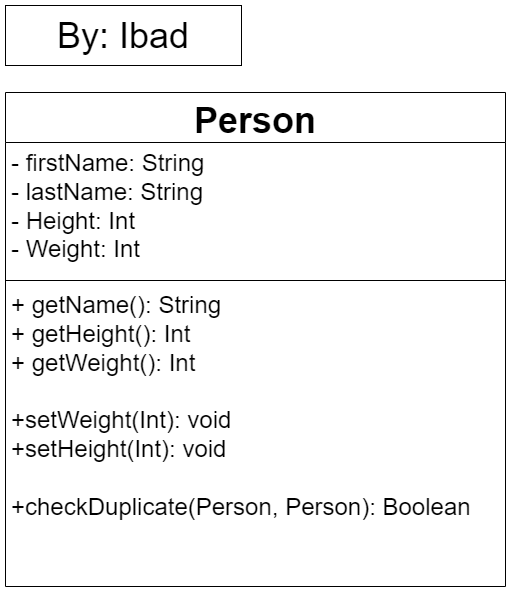 By: Ibad
Person
- firstName: String
- lastName: String
- Height: Int
- Weight: Int
+ getName(): String
+ getHeight(): Int
+ getWeight(): Int
+setWeight(Int): void
+setHeight(Int): void
+checkDuplicate(Person, Person): Boolean